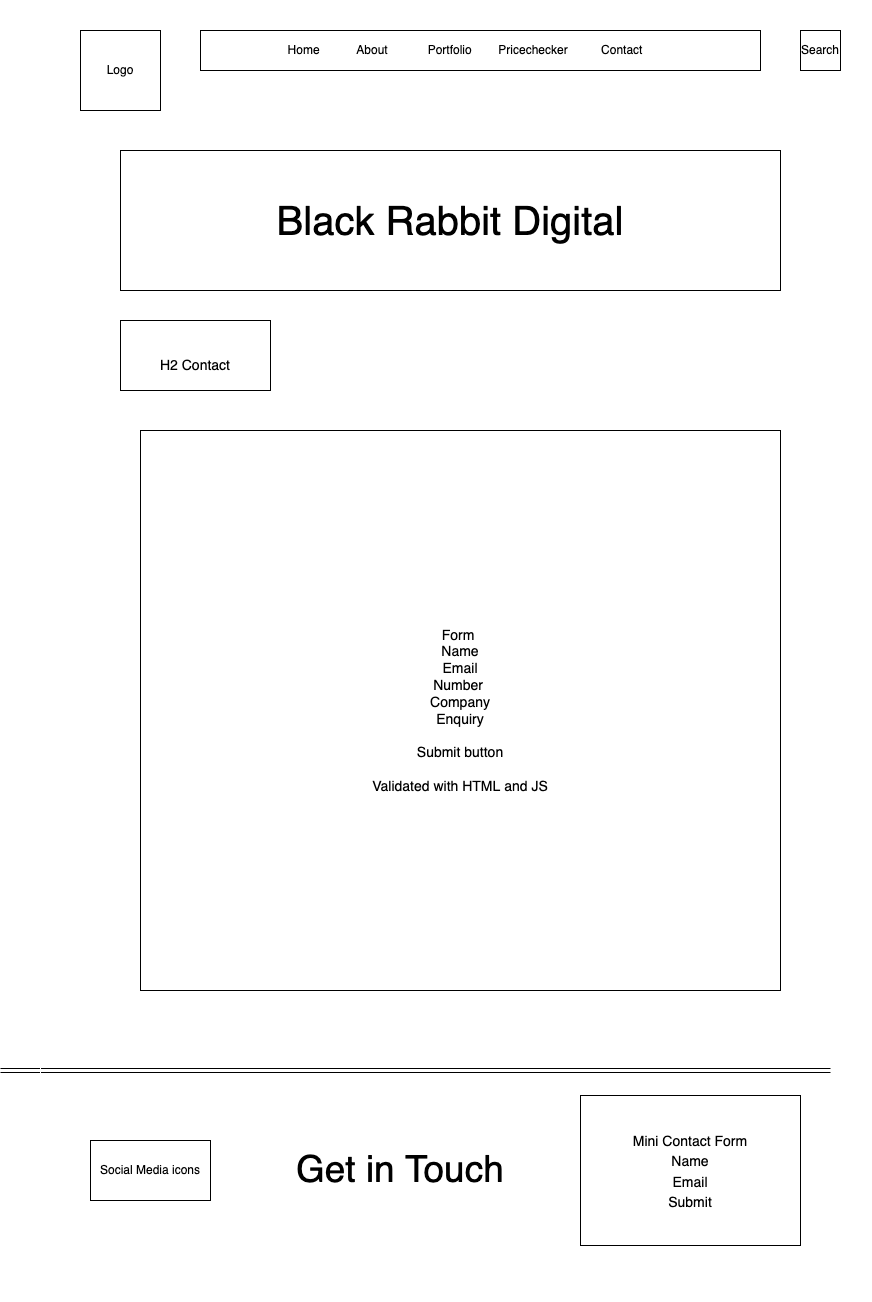 Logo
Home About Portfolio Pricechecker Contact
Search
Black Rabbit Digital
H2 Contact
Form
Name
Email
Number
Company
Enquiry
Submit button
Validated with HTML and JS
Social Media icons
Get in Touch
Mini Contact Form
Name
Email
Submit